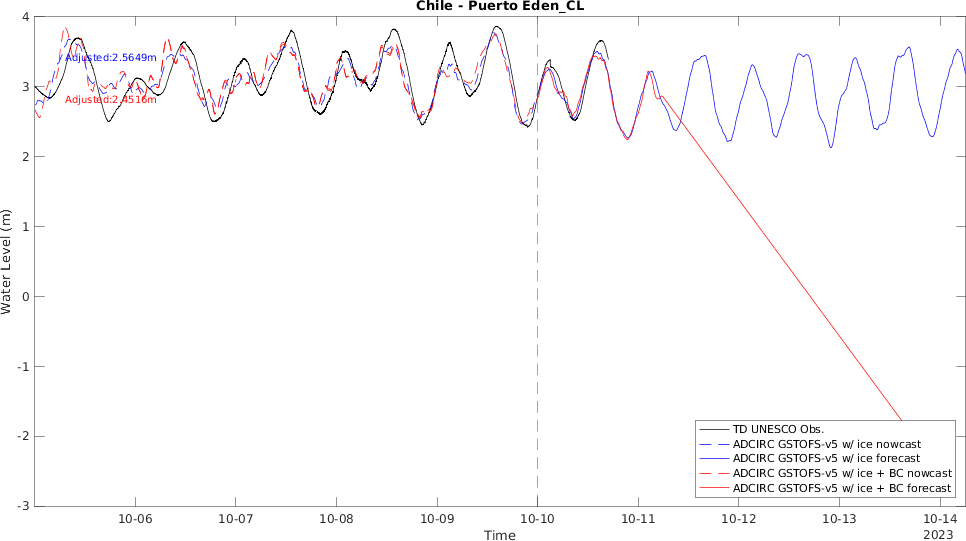 Chile - Puerto Eden_CL
4
3
2
1
0
-1
-2
-3
Water Level (m)
Adjusted:2.5649m
Adjusted:2.4516m
TD UNESCO Obs.
ADCIRC GSTOFS-v5 w/ ice nowcast
ADCIRC GSTOFS-v5 w/ ice forecast
ADCIRC GSTOFS-v5 w/ ice + BC nowcast
ADCIRC GSTOFS-v5 w/ ice + BC forecast
10-06 10-07 10-08 10-09 10-10 10-11 10-12 10-13 10-14
2023
Time